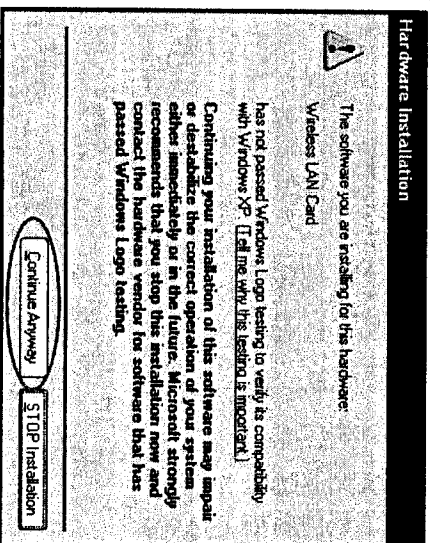 Hardware Installation
The software you are installing for this hardware:
Wireless LAN Card
has not passed Windows Logo testing to verify its compatibility
with Windows XP. (Tell me why this testing is important.)
Continuing your installation of this software may impair
or destabilize the correct operation of your system
either immediately or in the future. Microsoft strongly
recommends that you stop this installation now and
contact the hardware vendor for software that has
passed Windows Logo testing.
Continue Anyway
STOP Installation